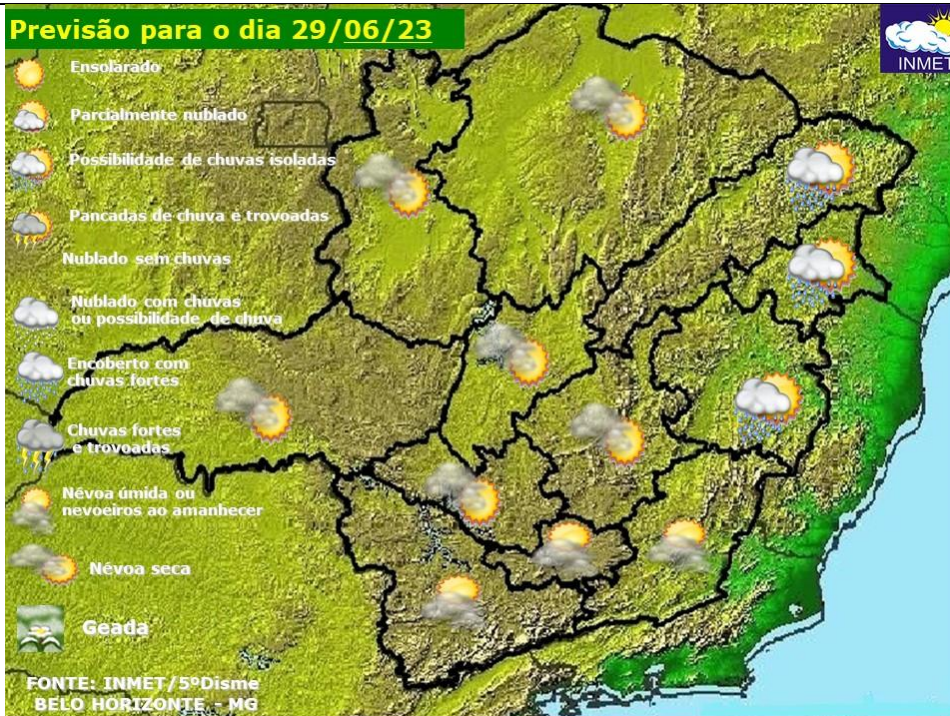 Previsão para o dia 29/06/23
INMET
Ensolarado
Parcialmente nublado
Possibilidade de chuvas isoladas
Pancadas de chuva e trovoadas
Nublado sem chuvas
Nublado com chuvas
ou possibilidade de chuva
Encoberto com
chuvas fortes
Chuvas fortes
e trovoadas
Névoa úmida ou
nevoeiros ao amanhecer
Névoa seca
Geada
FONTE: INMET/5ºDisme
BELO HORIZONTE - MG